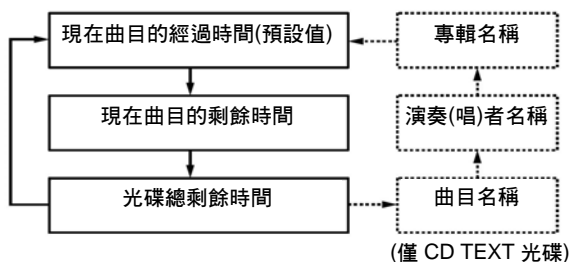 現在曲目的經過時間(預設值)
專輯名稱
現在曲目的剩餘時間
演奏(唱)者名稱
光碟總剩餘時間
曲目名稱
(僅 CD TEXT 光碟)